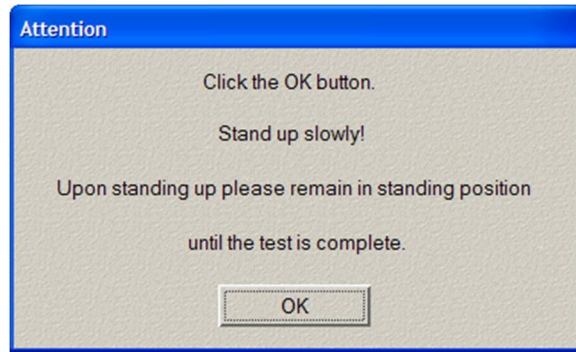 Attention
Click the OK button.
Stand up slowly!
Upon standing up please remain in standing position
until the test is complete.
OK